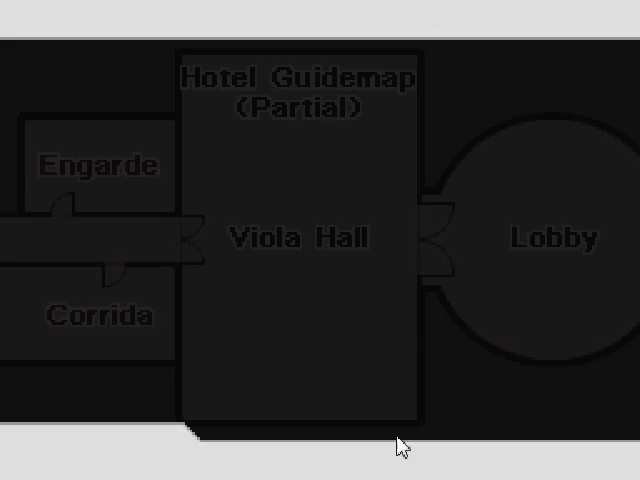 Hotel Guidemap
(Partial)
Engarde
Viola Hall
Lobby
Corrida